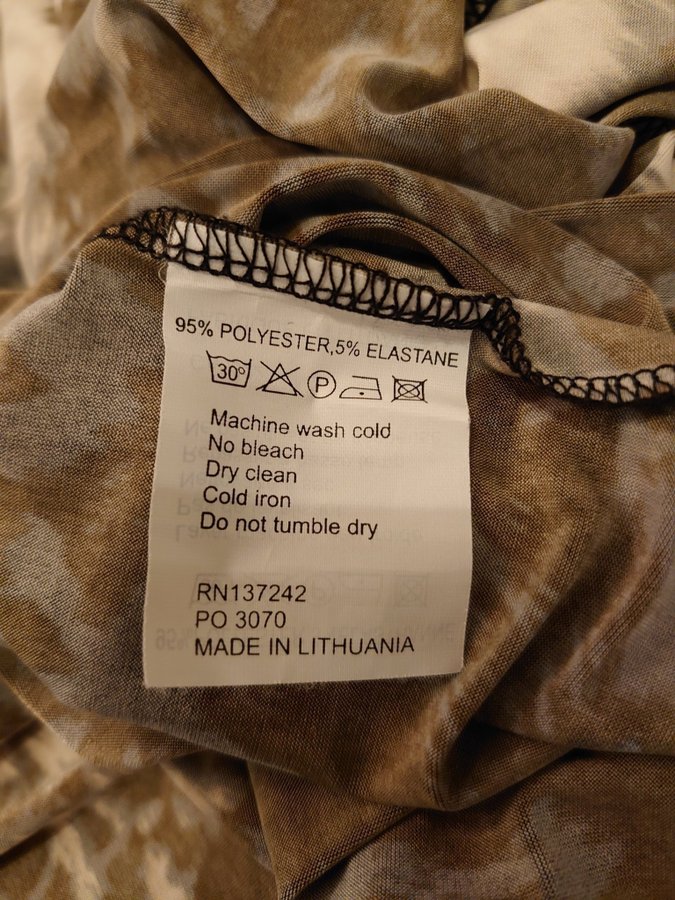 95% POLYESTER,5% ELASTANE
30° P
Machine wash cold
No bleach
Dry clean
Cold iron
Do not tumble dry
RN137242
PO 3070
MADE IN LITHUANIA